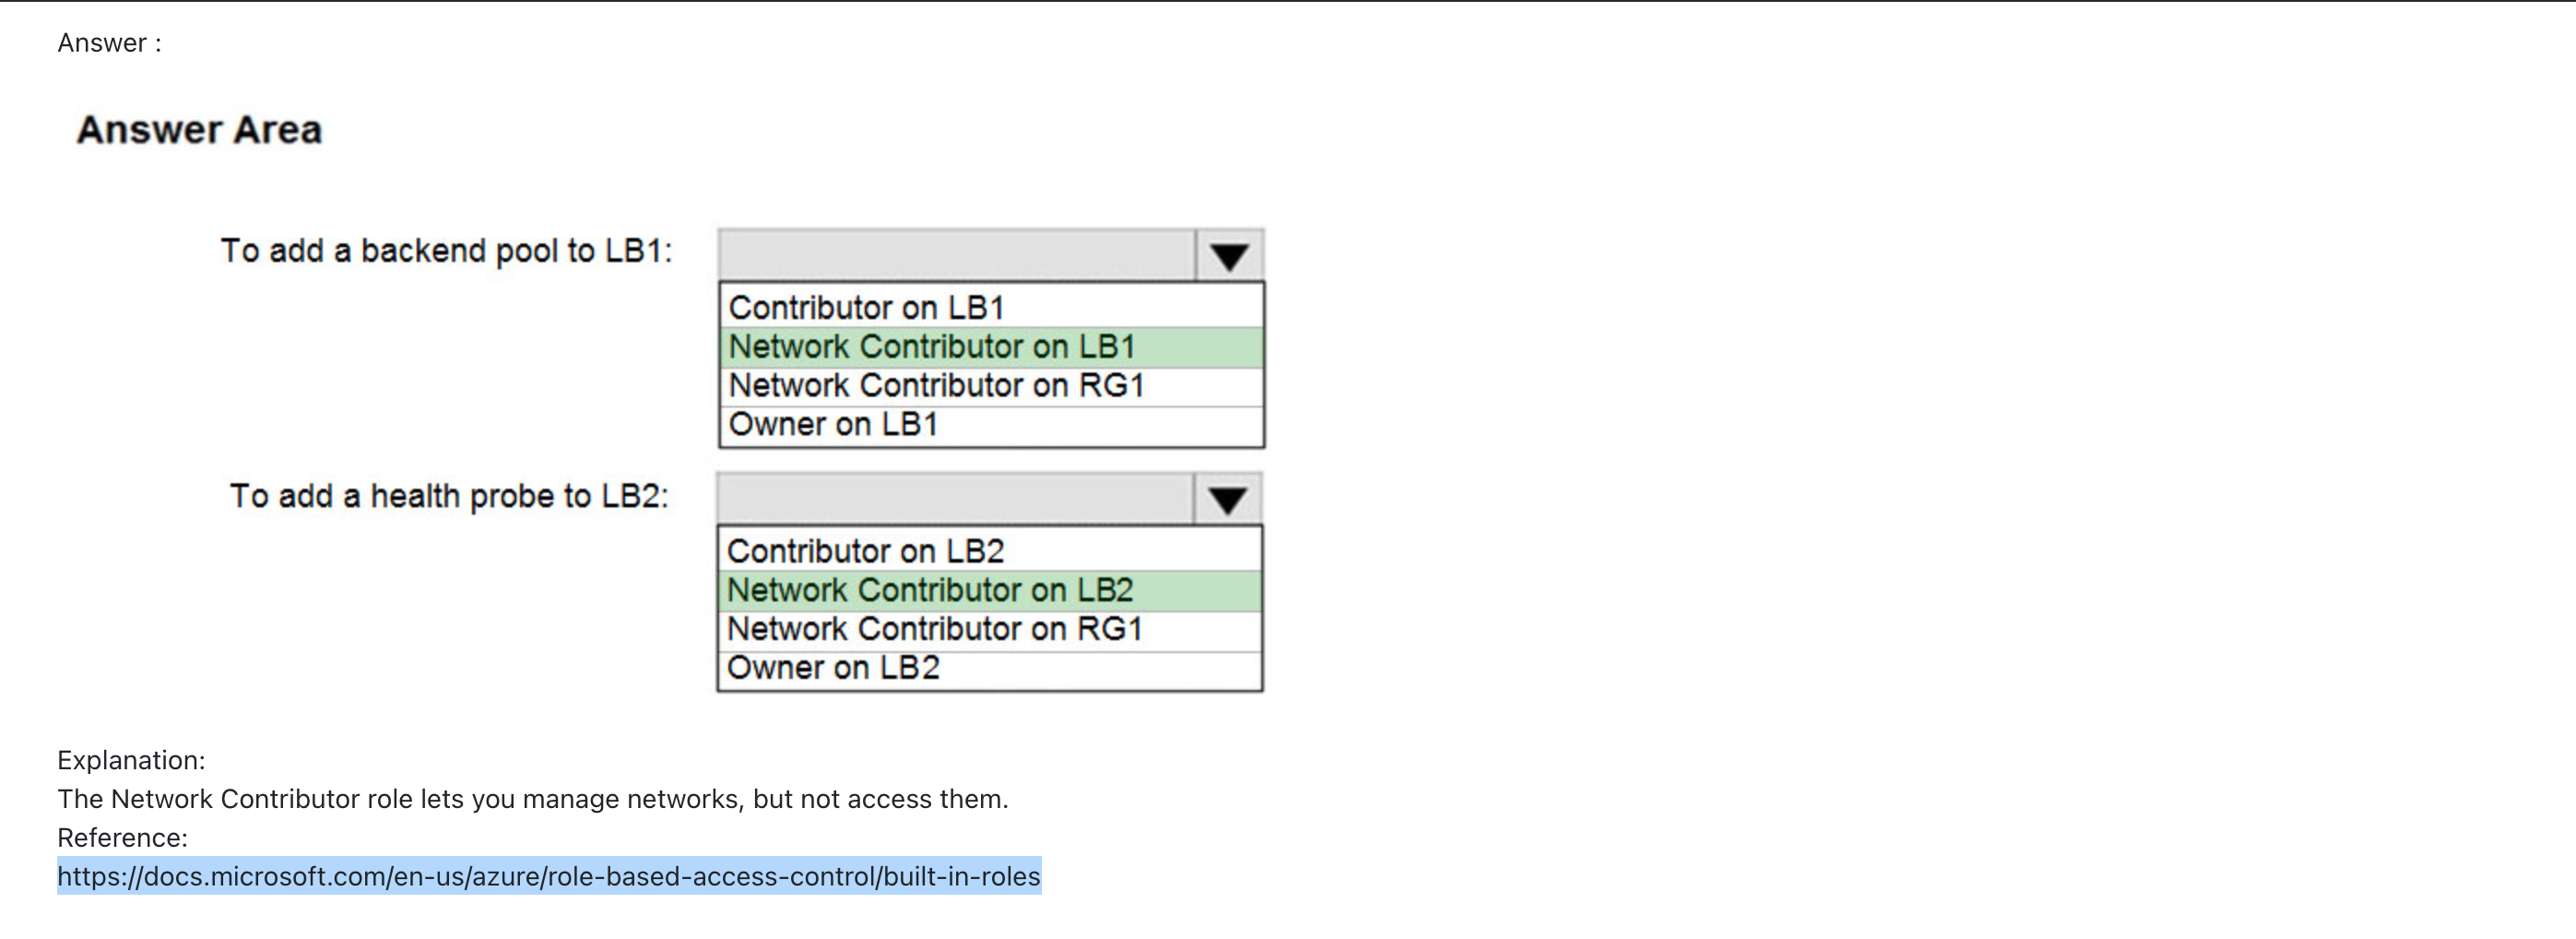 Answer :
Answer Area
To add a backend pool to LB1:
Contributor on LB1
Network Contributor on LB1
Network Contributor on RG1
Owner on LB1
To add a health probe to LB2:
Contributor on LB2
Network Contributor on LB2
Network Contributor on RG1
Owner on LB2
Explanation:
The Network Contributor role lets you manage networks, but not access them.
Reference:
https://docs.microsoft.com/en-us/azure/role-based-access-control/built-in-roles